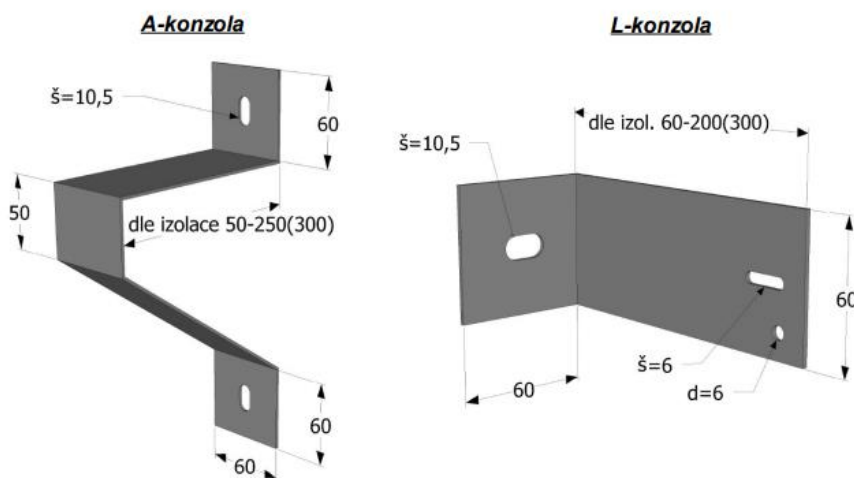 A-konzola
š=10,5
60
50
dle izolace 50-250(300)
60
60
L-konzola
dle izol. 60-200(300)
š=10,5
60
š=6
d=6
60